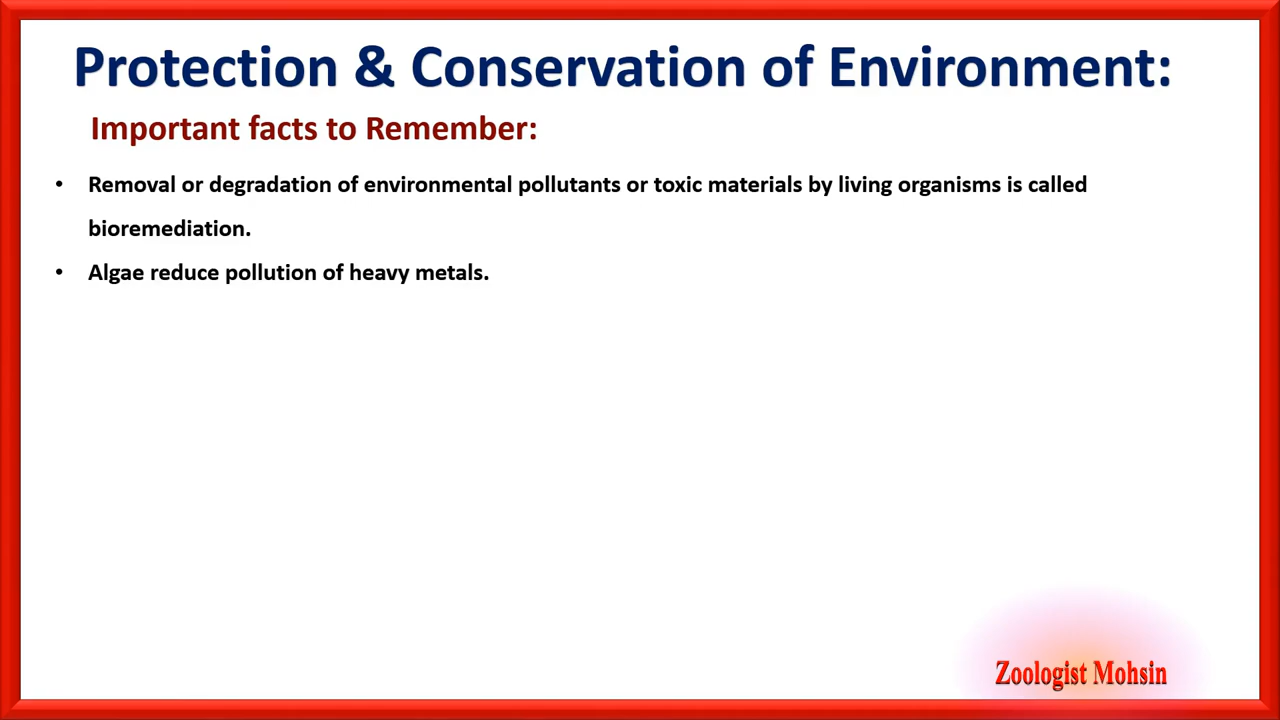 Protection & Conservation of Environment:
Important facts to Remember:
• Removal or degradation of environmental pollutants or toxic materials by living organisms is called
bioremediation.
• Algae reduce pollution of heavy metals.
Zoologist Mohsin